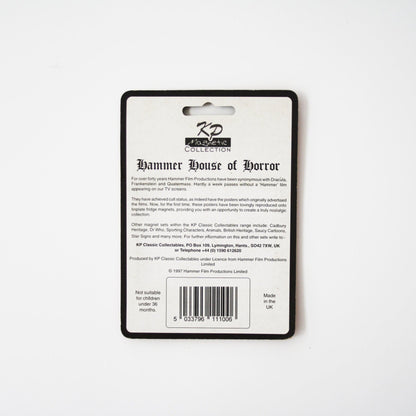 KP
Magnetic
COLLECTION
Hammer House of Horror
For over forty years Hammer Film Productions have been synonymous with Dracula,
Frankenstein and Quatermass. Hardly a week passes without a 'Hammer' film
appearing on our TV screens.
They have achieved cult status, as indeed have the posters which originally advertised
the films. Now, for the first time, these posters have been lovingly reproduced onto
tinplate fridge magnets, providing you with an opportunity to create a truly nostalgic
collection.
Other magnet sets within the KP Classic Collectables range include: Cadbury
Heritage, Dr Who, Sporting Characters, Animals, British Heritage, Saucy Cartoons,
Star Signs and many more. For further information on this and other sets write to:-
KP Classic Collectables, PO Box 109, Lymington, Hants., SO42 7XW, UK
or Telephone +44 (0) 1590 612620
Produced by KP Classic Collectables under Licence from Hammer Film Productions
Limited
© 1997 Hammer Film Productions Limited
Not suitable
for children
under 36
months.
5 033796 111006
Made
in the
UK